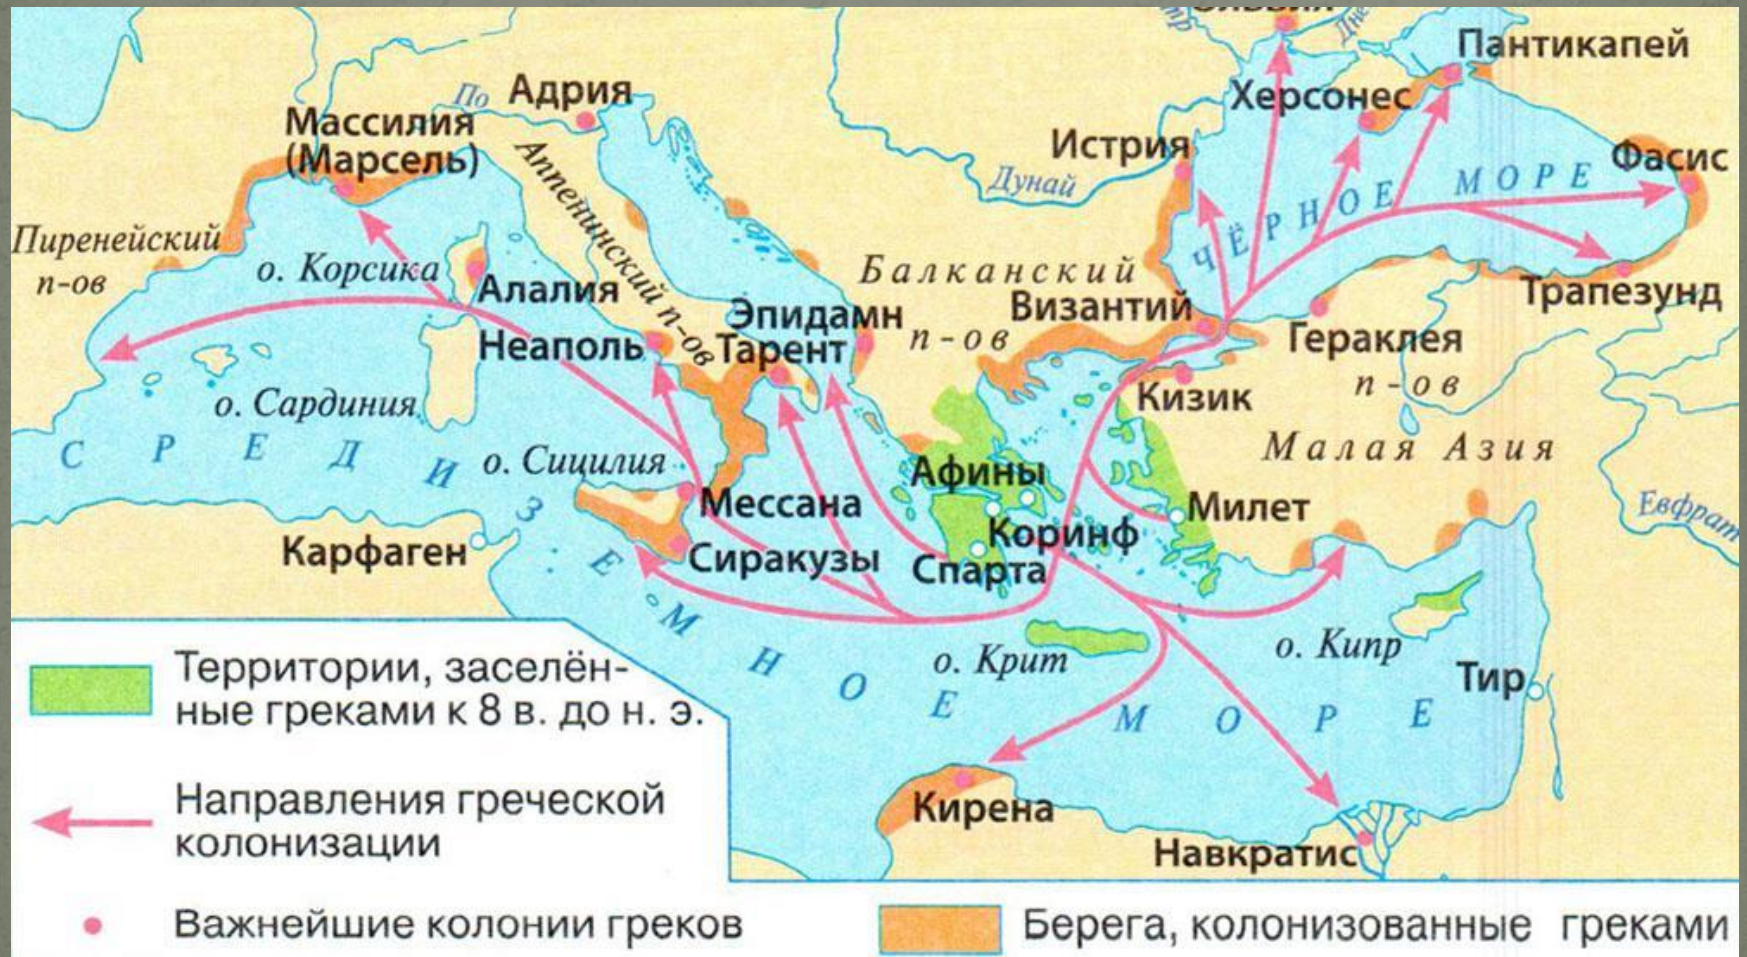 Пантикапей
Херсонес
Адрия
По
Массилия
(Марсель)
Истрия
Дунай
Фасис
ЧЁРНОЕ МОРЕ
Аппенинский п-ов
Пиренейский
п-ов
о. Корсика
Алалия
Балканский
п-ов
Византий
Трапезунд
Эпидамн
Неаполь
Тарент
Гераклея
п-ов
Кизик
о. Сардиния
Малая Азия
СРЕДИЗЕМНОЕ МОРЕ
о. Сицилия
Афины
Мессана
Милет
Евфрат
Коринф
Карфаген
Сиракузы
Спарта
о. Крит
о. Кипр
Тир
Кирена
Навкратис
Территории, заселён-
ные греками к 8 в. до н. э.
Направления греческой
колонизации
Важнейшие колонии греков
Берега, колонизованные греками